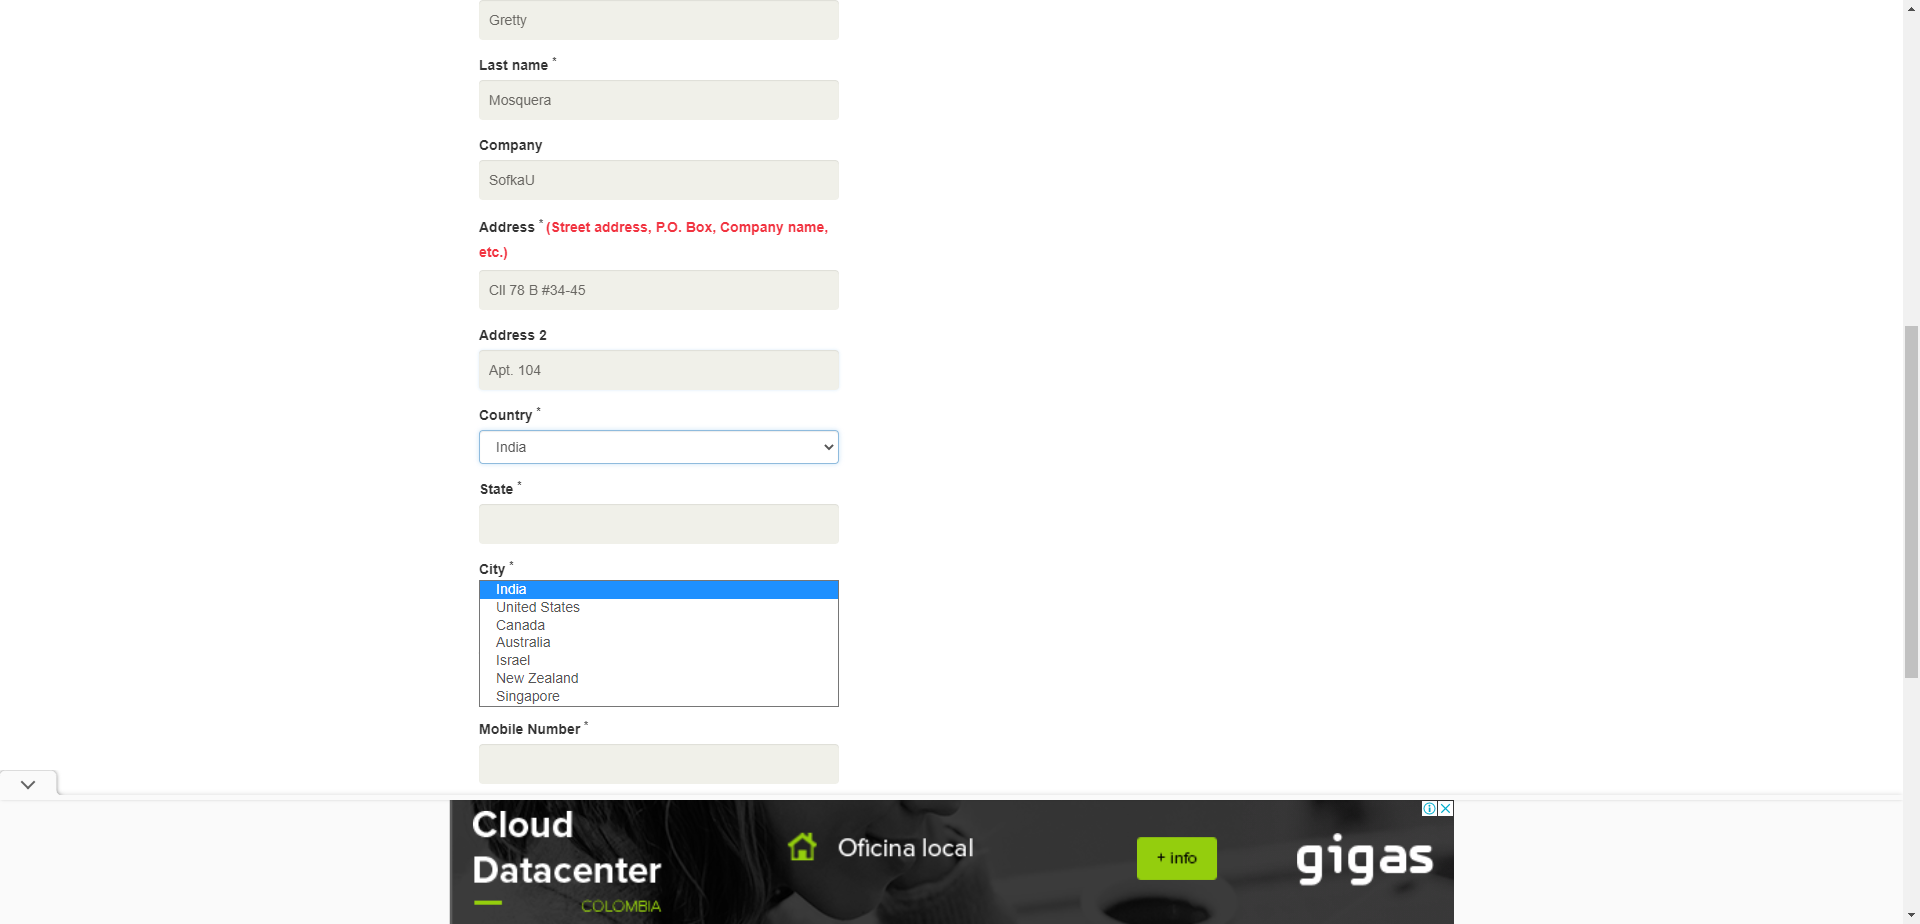 Gretty
Last name *
Mosquera
Company
SofkaU
Address * (Street address, P.O. Box, Company name,
etc.)
Cll 78 B #34-45
Address 2
Apt. 104
Country *
India
State *
City *
India
United States
Canada
Australia
Israel
New Zealand
Singapore
Mobile Number *
Cloud
Datacenter
COLOMBIA
Oficina local
+ info
gigas